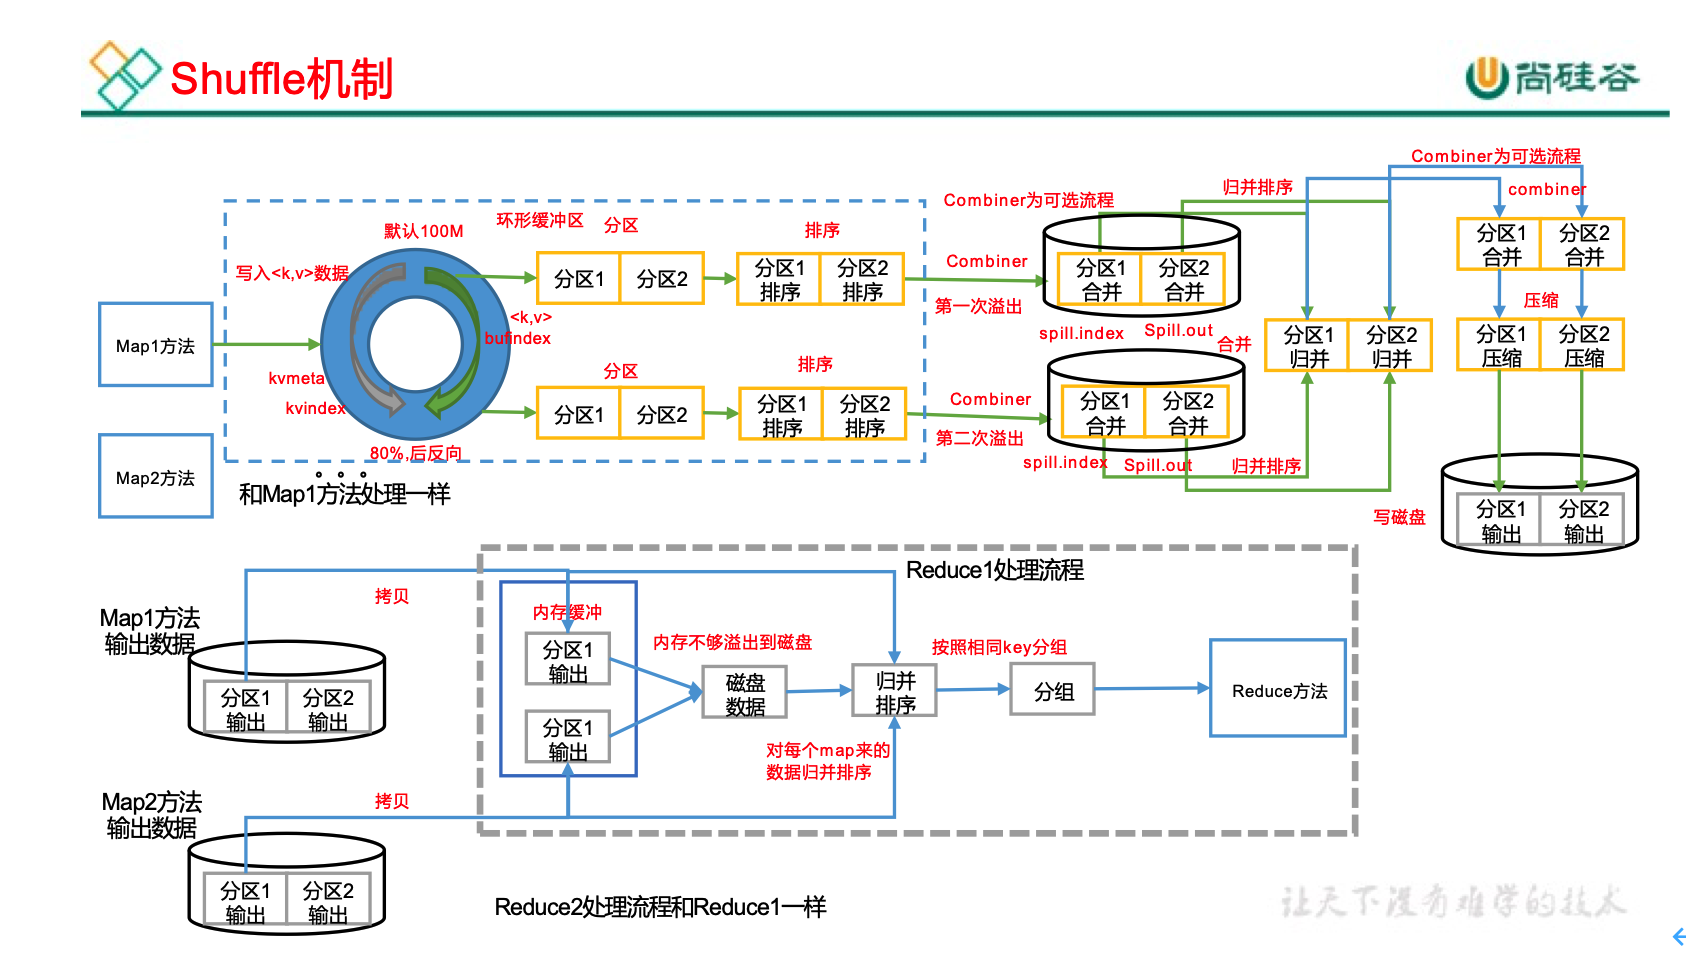 Shuffle机制
尚硅谷
Combiner为可选流程
combiner
归并排序
Combiner为可选流程
默认100M
环形缓冲区
分区
排序
写入<k,v>数据
分区1
分区2
分区1
排序
分区2
排序
Combiner
第一次溢出
分区1
合并
分区2
合并
分区1
合并
分区2
合并
压缩
Map1方法
<k,v>
bufindex
spill.index
Spill.out
合并
分区1
归并
分区2
归并
分区1
压缩
分区2
压缩
kvmeta
kvindex
80%,后反向
分区
排序
分区1
分区2
分区1
排序
分区2
排序
Combiner
第二次溢出
分区1
合并
分区2
合并
spill.index
Spill.out
归并排序
Map2方法
。。。
和Map1方法处理一样
写磁盘
分区1
输出
分区2
输出
Reduce1处理流程
Map1方法
输出数据
拷贝
分区1
输出
分区2
输出
内存缓冲
分区1
输出
分区1
输出
内存不够溢出到磁盘
磁盘
数据
归并
排序
按照相同key分组
分组
Reduce方法
对每个map来的
数据归并排序
Map2方法
输出数据
拷贝
分区1
输出
分区2
输出
Reduce2处理流程和Reduce1一样
让天下没有难学的技术